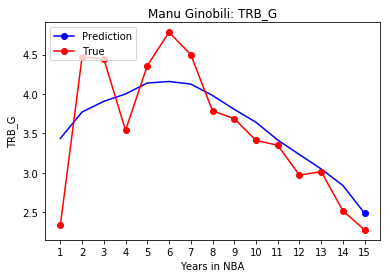 Manu Ginobili: TRB_G
Prediction
True
4.5
4.0
3.5
3.0
2.5
TRB_G
1 2 3 4 5 6 7 8 9 10 11 12 13 14 15
Years in NBA